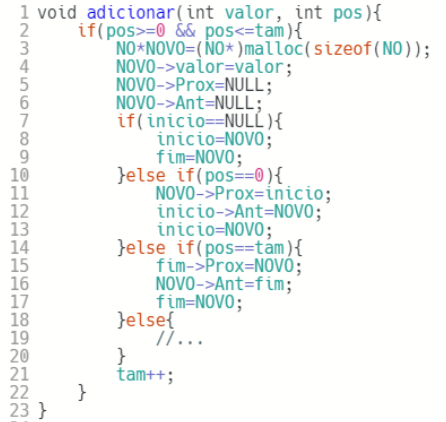 1 void adicionar(int valor, int pos){
2     if(pos>=0 && pos<=tam){
3         NO*NOVO=(NO*)malloc(sizeof(NO));
4         NOVO->valor=valor;
5         NOVO->Prox=NULL;
6         NOVO->Ant=NULL;
7         if(inicio==NULL){
8             inicio=NOVO;
9             fim=NOVO;
10         }else if(pos==0){
11             NOVO->Prox=inicio;
12             inicio->Ant=NOVO;
13             inicio=NOVO;
14         }else if(pos==tam){
15             fim->Prox=NOVO;
16             NOVO->Ant=fim;
17             fim=NOVO;
18         }else{
19             //...
20         }
21         tam++;
22     }
23 }